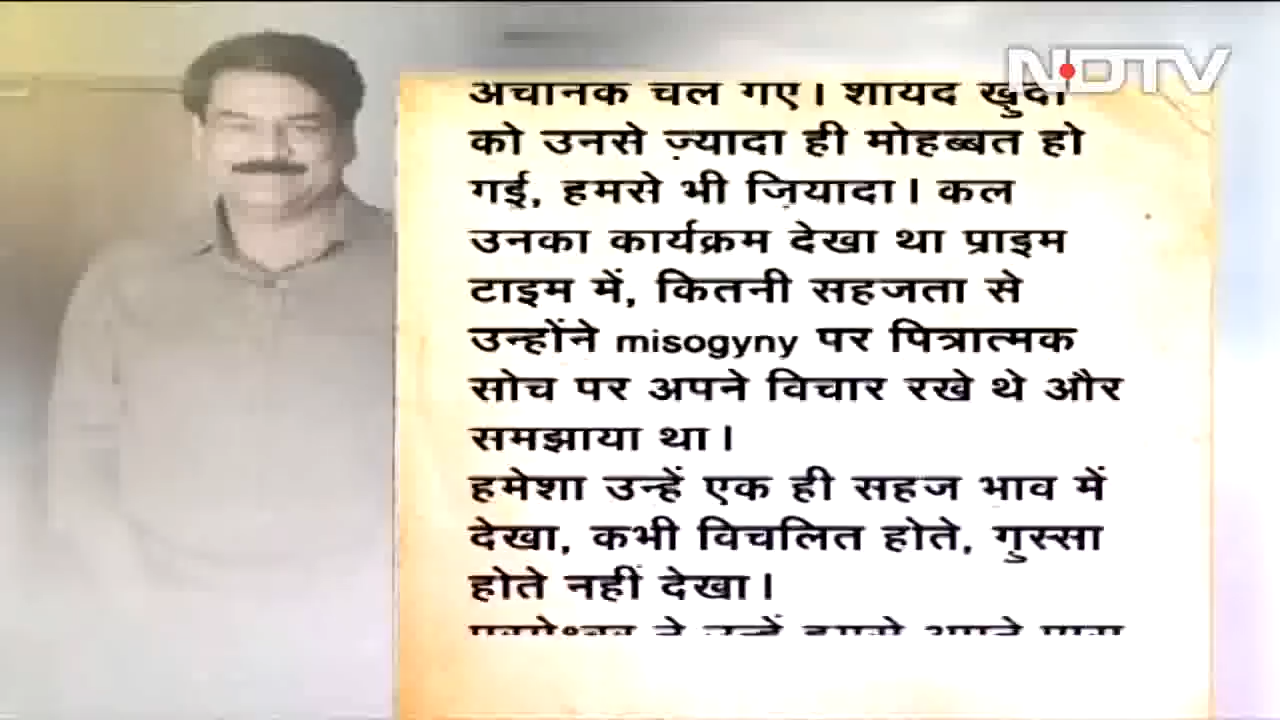 NDTV
अचानक चल गए। शायद खुदा
को उनसे ज़्यादा ही मोहब्बत हो
गई, हमसे भी ज़ियादा। कल
उनका कार्यक्रम देखा था प्राइम
टाइम में, कितनी सहजता से
उन्होंने misogyny पर पित्रात्मक
सोच पर अपने विचार रखे थे और
समझाया था।
हमेशा उन्हें एक ही सहज भाव में
देखा, कभी विचलित होते, गुस्सा
होते नहीं देखा।